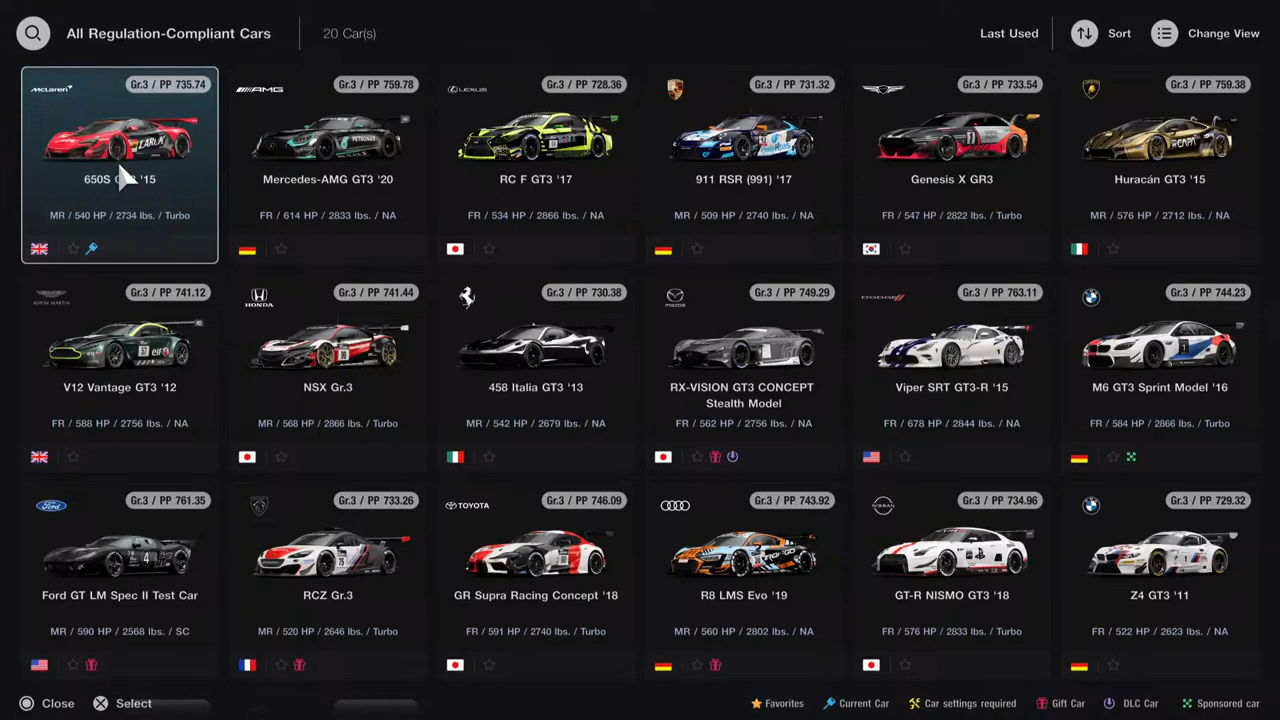 All Regulation-Compliant Cars
20 Car(s)
Last Used
Sort
Change View
McLaren
Gr.3 / PP 735.74
650S
'15
MR / 540 HP / 2734 lbs. / Turbo
AMG
Gr.3 / PP 759.78
Mercedes-AMG GT3 '20
FR / 614 HP / 2833 lbs. / NA
LEXUS
Gr.3 / PP 728.36
RC F GT3 '17
FR / 534 HP / 2866 lbs. / NA
Gr.3 / PP 731.32
911 RSR (991) '17
MR / 509 HP / 2740 lbs. / NA
Gr.3 / PP 733.54
Genesis X GR3
FR / 547 HP / 2822 lbs. / Turbo
Gr.3 / PP 759.38
Huracán GT3 '15
MR / 576 HP / 2712 lbs. / NA
ASTON MARTIN
Gr.3 / PP 741.12
V12 Vantage GT3 '12
FR / 588 HP / 2756 lbs. / NA
HONDA
Gr.3 / PP 741.44
NSX Gr.3
MR / 568 HP / 2866 lbs. / Turbo
Gr.3 / PP 730.38
458 Italia GT3 '13
MR / 542 HP / 2679 lbs. / NA
mazda
Gr.3 / PP 749.29
RX-VISION GT3 CONCEPT
Stealth Model
FR / 562 HP / 2756 lbs. / NA
DODGE
Gr.3 / PP 763.11
Viper SRT GT3-R '15
FR / 678 HP / 2844 lbs. / NA
Gr.3 / PP 744.23
M6 GT3 Sprint Model '16
FR / 584 HP / 2866 lbs. / Turbo
Ford
Gr.3 / PP 761.35
Ford GT LM Spec II Test Car
MR / 590 HP / 2568 lbs. / SC
Gr.3 / PP 733.26
RCZ Gr.3
MR / 520 HP / 2646 lbs. / Turbo
TOYOTA
Gr.3 / PP 746.09
GR Supra Racing Concept '18
FR / 591 HP / 2740 lbs. / Turbo
Gr.3 / PP 743.92
R8 LMS Evo '19
MR / 560 HP / 2802 lbs. / NA
NISSAN
Gr.3 / PP 734.96
GT-R NISMO GT3 '18
FR / 576 HP / 2833 lbs. / Turbo
Gr.3 / PP 729.32
Z4 GT3 '11
FR / 522 HP / 2623 lbs. / NA
Close
Select
Favorites
Current Car
Car settings required
Gift Car
DLC Car
Sponsored car